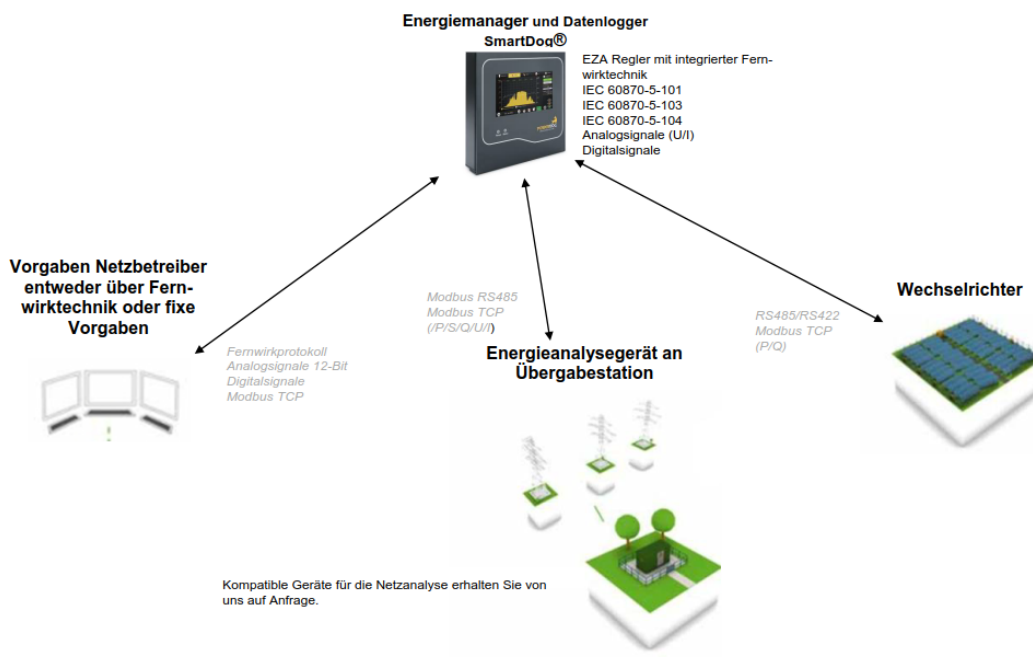 Energiemanager und Datenlogger
SmartDog®
EZA Regler mit integrierter Fern-
wirktechnik
IEC 60870-5-101
IEC 60870-5-103
IEC 60870-5-104
Analogsignale (U/I)
Digitalsignale
Vorgaben Netzbetreiber
entweder über Fern-
wirktechnik oder fixe
Vorgaben
Fernwirkprotokoll
Analogsignale 12-Bit
Digitalsignale
Modbus TCP
Modbus RS485
Modbus TCP
(/P/S/Q/U/I)
Energieanalysegerät an
Übergabestation
RS485/RS422
Modbus TCP
(P/Q)
Wechselrichter
Kompatible Geräte für die Netzanalyse erhalten Sie von
uns auf Anfrage.